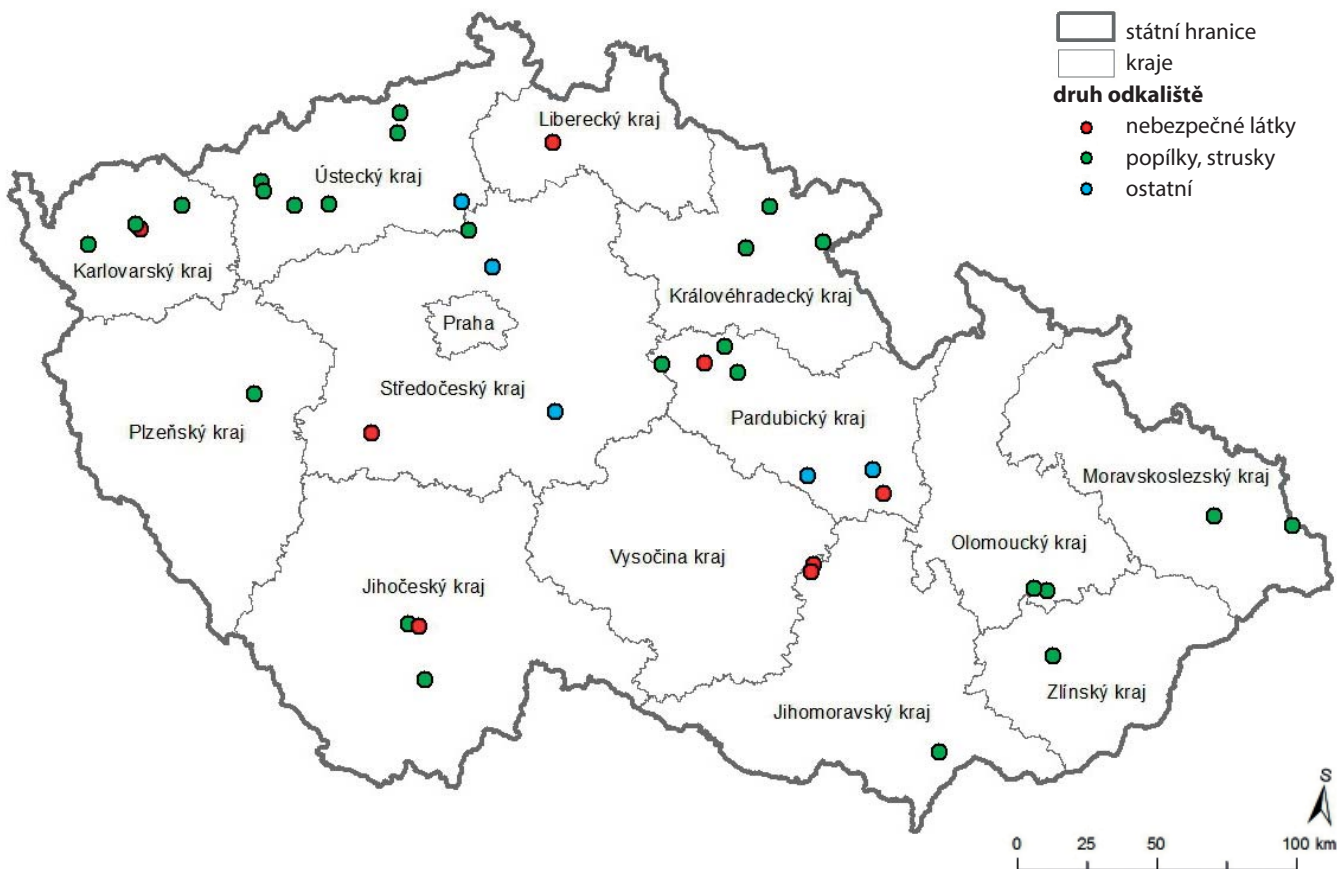 státní hranice
kraje
druh odkaliště
nebezpečné látky
popílky, strusky
ostatní
Liberecký kraj
Ústecký kraj
Karlovarský kraj
Královéhradecký kraj
Praha
Středočeský kraj
Plzeňský kraj
Pardubický kraj
Moravskoslezský kraj
Olomoucký kraj
Vysočina kraj
Jihočeský kraj
Zlínský kraj
Jihomoravský kraj
S
0 25 50 100 km